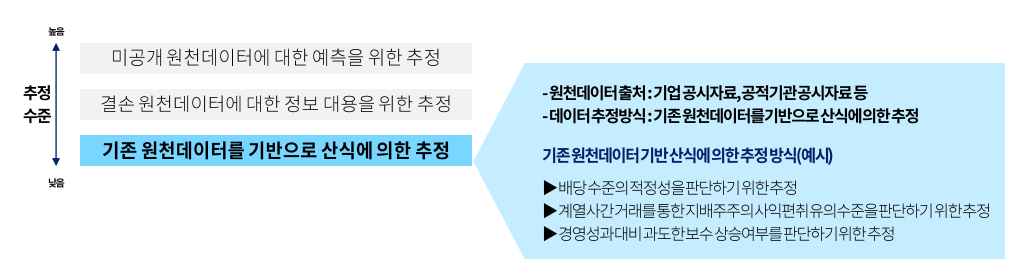 높음
미공개 원천데이터에 대한 예측을 위한 추정
추정
수준
결손 원천데이터에 대한 정보 대용을 위한 추정
기존 원천데이터를 기반으로 산식에 의한 추정
낮음
- 원천데이터 출처 : 기업 공시자료, 공적기관 공시자료 등
- 데이터 추정방식 : 기존 원천데이터를 기반으로 산식에 의한 추정
기존 원천데이터 기반 산식에 의한 추정 방식(예시)
▶ 배당 수준의 적정성을 판단하기 위한 추정
▶ 계열사간 거래를 통한 지배주주의 사익편취 유의수준을 판단하기 위한 추정
▶ 경영성과 대비 과도한 보수 상승여부를 판단하기 위한 추정